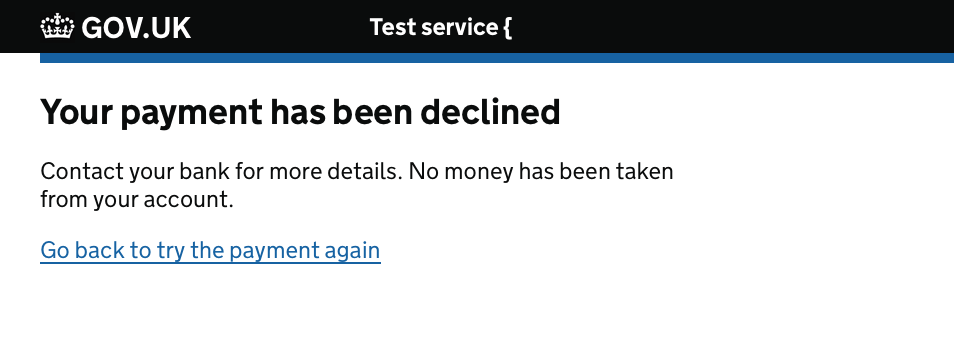 GOV.UK
Test service {
Your payment has been declined
Contact your bank for more details. No money has been taken
from your account.
Go back to try the payment again